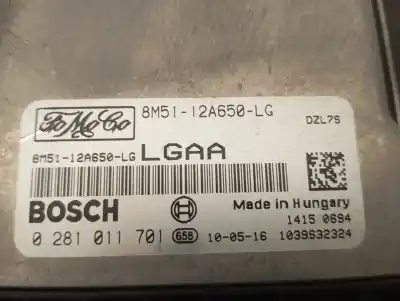 FoMoCo
8M51-12A650-LG
DZL7S
8M51-12A650-LG LGAA
BOSCH
Made in Hungary
1415 0694
0 281 011 701 658 10-05-16 1039S32324